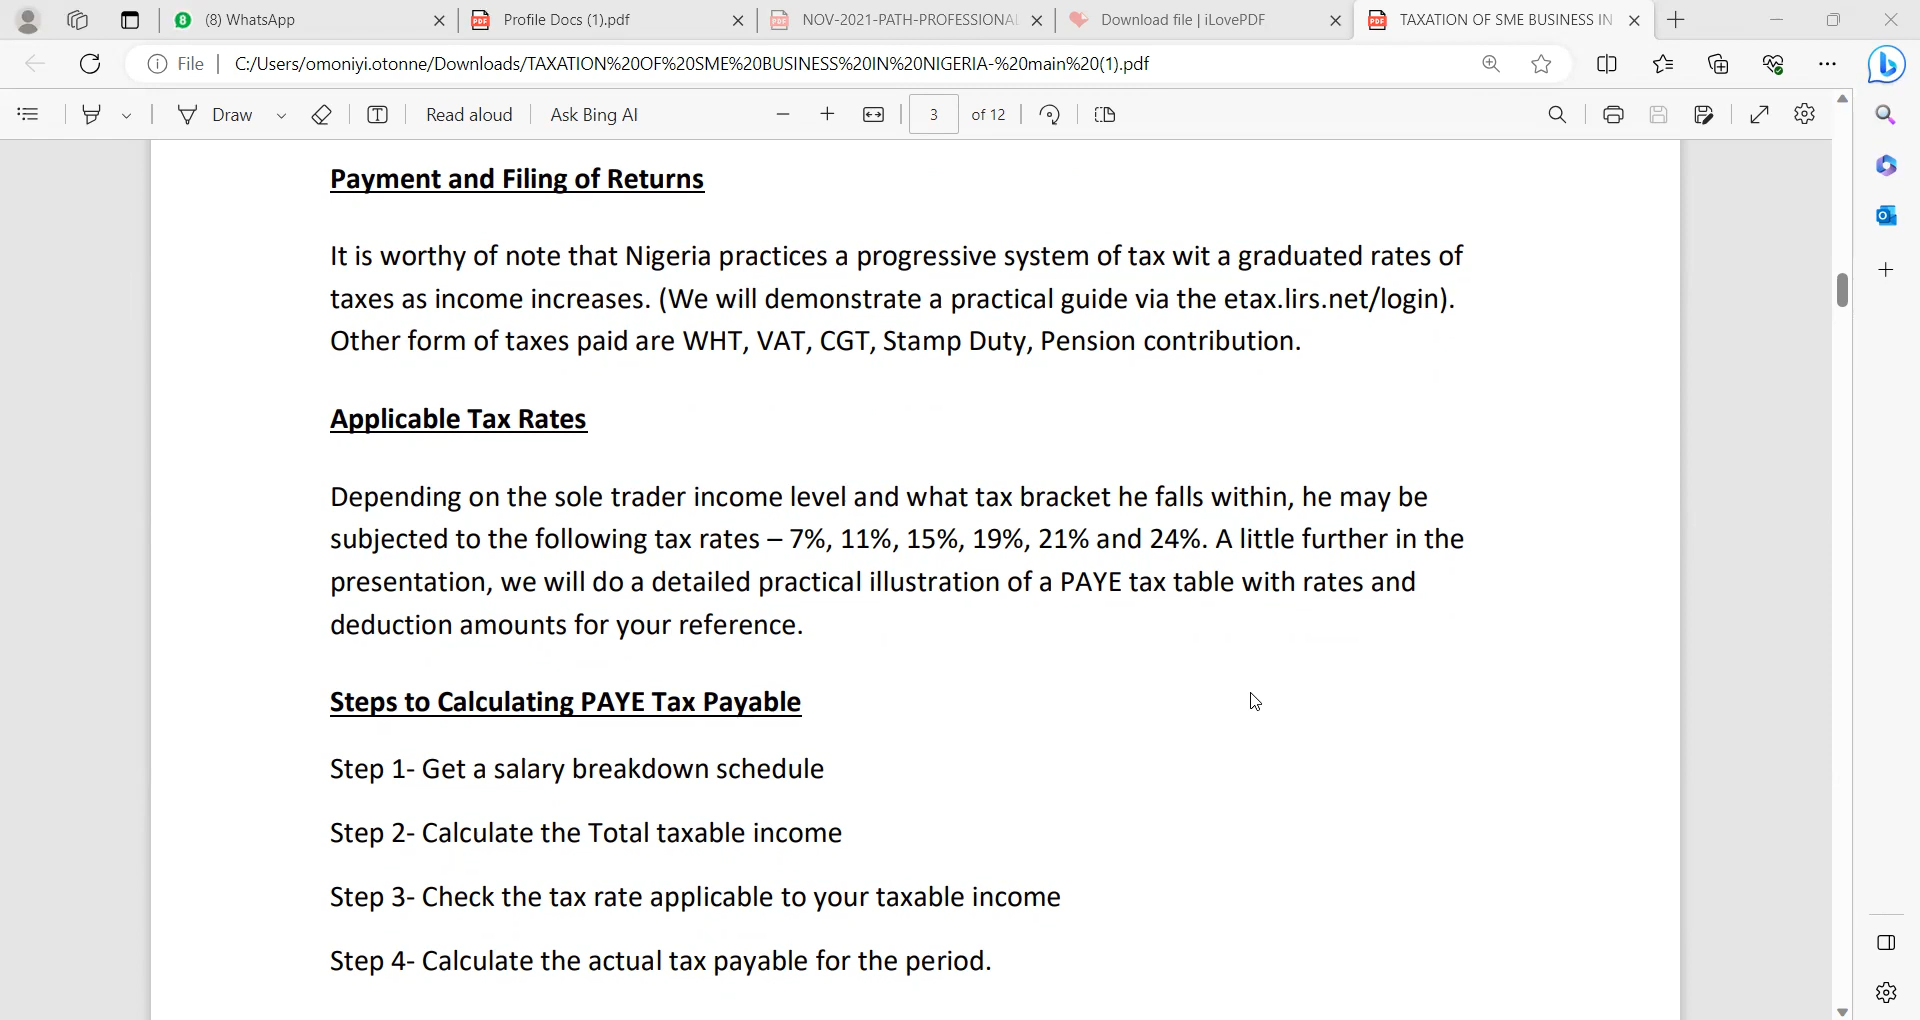 (8) WhatsApp
Profile Docs (1).pdf
NOV-2021-PATH-PROFESSIONAL
Download file | iLovePDF
TAXATION OF SME BUSINESS IN
File
C:/Users/omoniyi.otonne/Downloads/TAXATION%20OF%20SME%20BUSINESS%20IN%20NIGERIA-%20main%20(1).pdf
Draw
Read aloud
Ask Bing AI
3
of 12
Payment and Filing of Returns
It is worthy of note that Nigeria practices a progressive system of tax wit a graduated rates of
taxes as income increases. (We will demonstrate a practical guide via the etax.lirs.net/login).
Other form of taxes paid are WHT, VAT, CGT, Stamp Duty, Pension contribution.
Applicable Tax Rates
Depending on the sole trader income level and what tax bracket he falls within, he may be
subjected to the following tax rates – 7%, 11%, 15%, 19%, 21% and 24%. A little further in the
presentation, we will do a detailed practical illustration of a PAYE tax table with rates and
deduction amounts for your reference.
Steps to Calculating PAYE Tax Payable
Step 1- Get a salary breakdown schedule
Step 2- Calculate the Total taxable income
Step 3- Check the tax rate applicable to your taxable income
Step 4- Calculate the actual tax payable for the period.